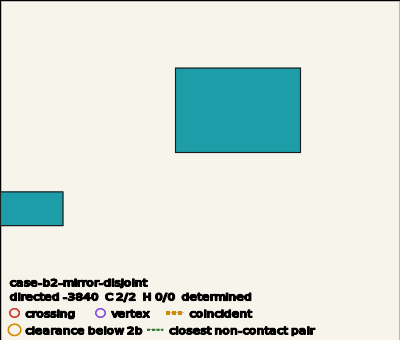 case-b2-mirror-disjoint
directed -3840 C 2/2 H 0/0 determined
crossing vertex coincident
clearance below 2b closest non-contact pair